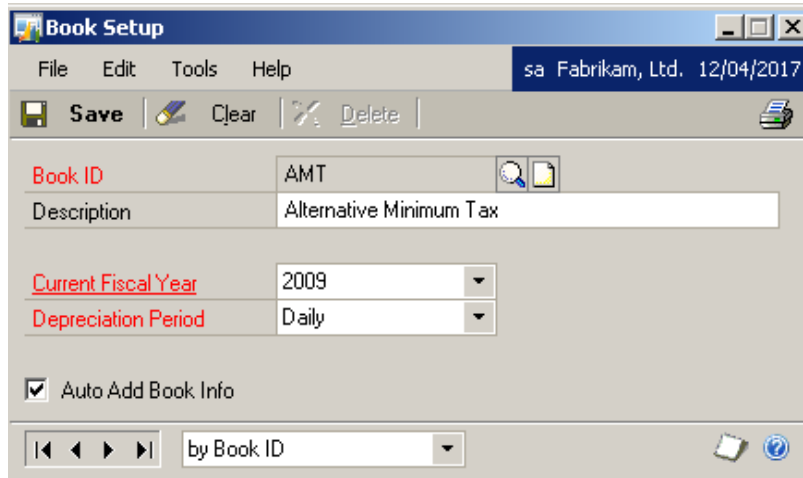 Book Setup
File Edit Tools Help sa Fabrikam, Ltd. 12/04/2017
Save Clear Delete
Book ID AMT
Description Alternative Minimum Tax
Current Fiscal Year 2009
Depreciation Period Daily
Auto Add Book Info
by Book ID